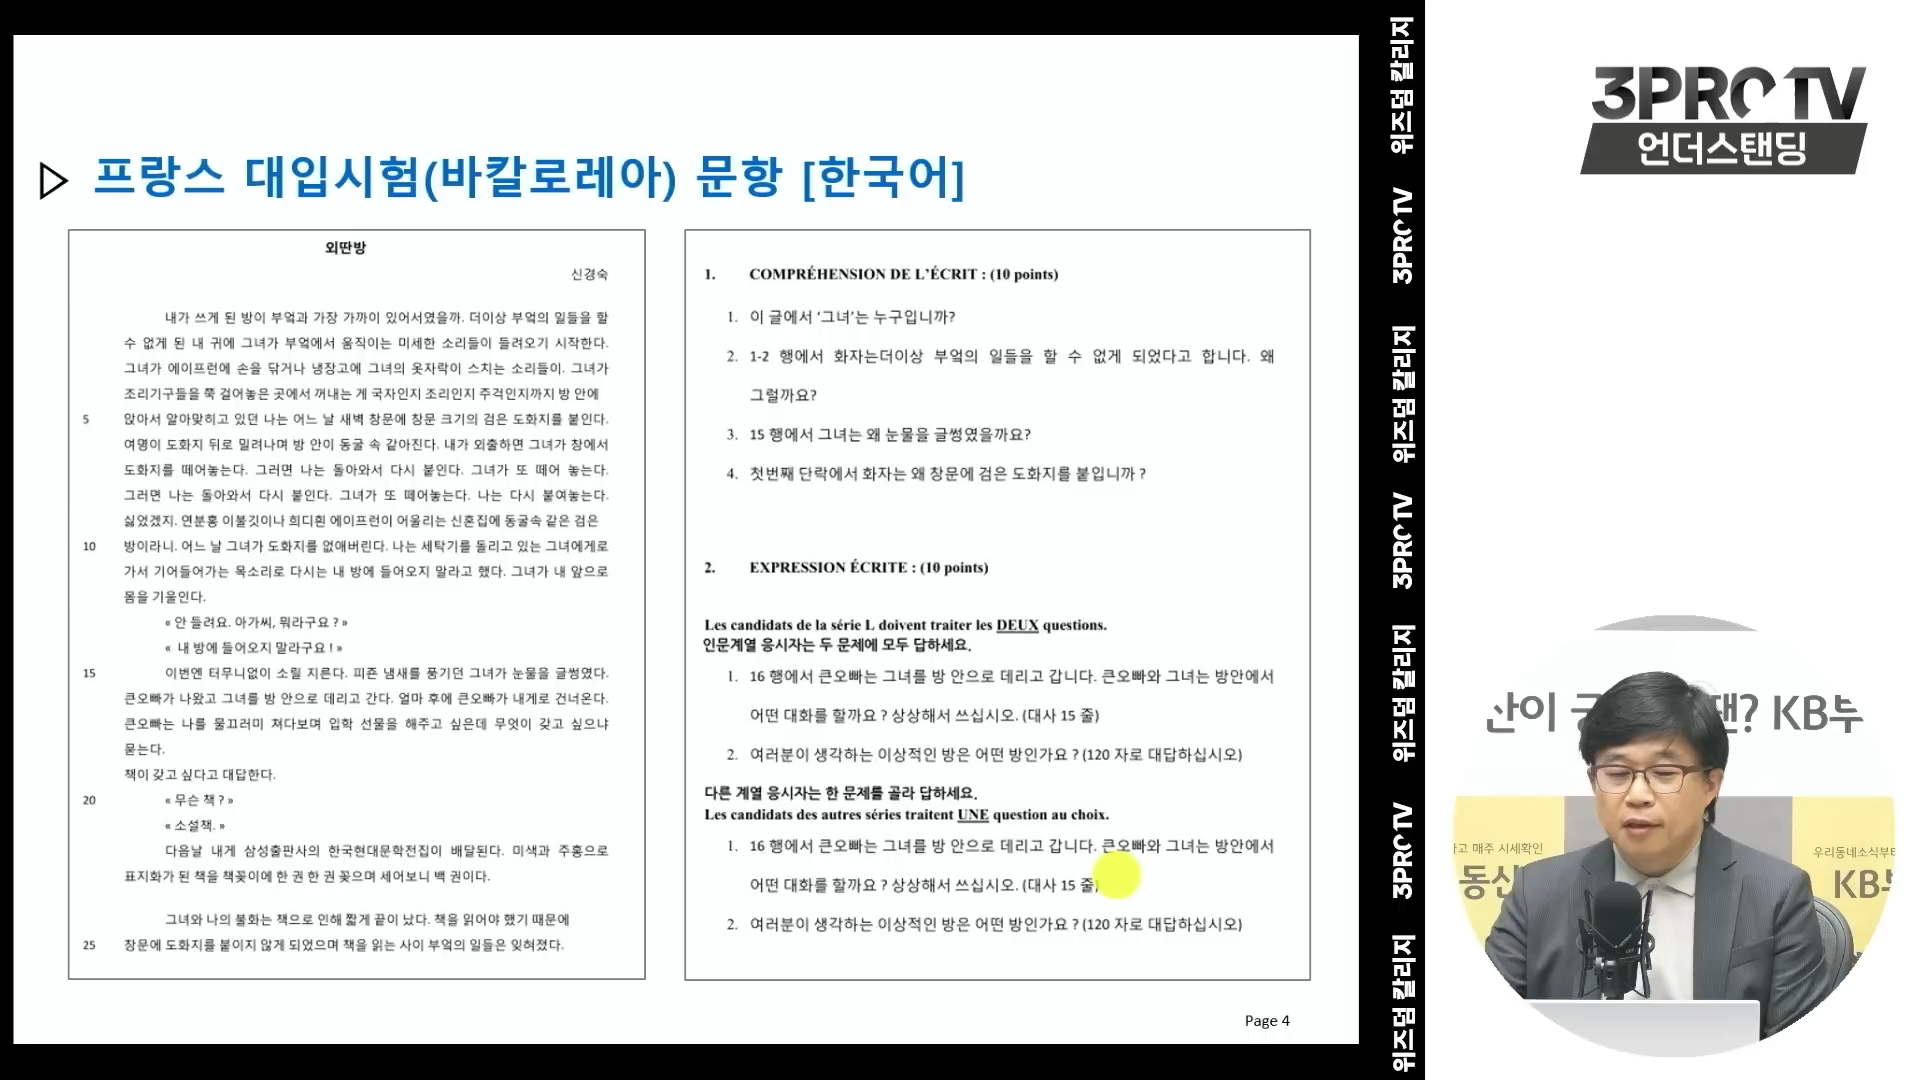 프랑스 대입시험(바칼로레아) 문항 [한국어]
외딴방
신경숙
내가 쓰게 된 방이 부엌과 가장 가까이 있어서였을까. 더이상 부엌의 일들을 할
수 없게 된 내 귀에 그녀가 부엌에서 움직이는 미세한 소리들이 들려오기 시작한다.
그녀가 에이프런에 손을 닦거나 냉장고에 그녀의 옷자락이 스치는 소리들이. 그녀가
조리기구들을 쭉 걸어놓은 곳에서 꺼내는 게 국자인지 조리인지 주걱인지까지 방 안에
5 앉아서 알아맞히고 있던 나는 어느 날 새벽 창문에 창문 크기의 검은 도화지를 붙인다.
여명이 도화지 뒤로 밀려나며 방 안이 동굴 속 같아진다. 내가 외출하면 그녀가 창에서
도화지를 떼어놓는다. 그러면 나는 돌아와서 다시 붙인다. 그녀가 또 떼어 놓는다.
그러면 나는 돌아와서 다시 붙인다. 그녀가 또 떼어놓는다. 나는 다시 붙여놓는다.
싫었겠지. 연분홍 이불깃이나 희디흰 에이프런이 어울리는 신혼집에 동굴속 같은 검은
10 방이라니. 어느 날 그녀가 도화지를 없애버린다. 나는 세탁기를 돌리고 있는 그녀에게로
가서 기어들어가는 목소리로 다시는 내 방에 들어오지 말라고 했다. 그녀가 내 앞으로
몸을 기울인다.
« 안 들려요. 아가씨, 뭐라구요 ? »
« 내 방에 들어오지 말라구요 ! »
15 이번엔 터무니없이 소릴 지른다. 피죤 냄새를 풍기던 그녀가 눈물을 글썽였다.
큰오빠가 나왔고 그녀를 방 안으로 데리고 간다. 얼마 후에 큰오빠가 내게로 건너온다.
큰오빠는 나를 물끄러미 쳐다보며 입학 선물을 해주고 싶은데 무엇이 갖고 싶으냐
묻는다.
책이 갖고 싶다고 대답한다.
20 « 무슨 책 ? »
« 소설책. »
다음날 내게 삼성출판사의 한국현대문학전집이 배달된다. 미색과 주홍으로
표지화가 된 책을 책꽂이에 한 권 한 권 꽂으며 세어보니 백 권이다.
그녀와 나의 불화는 책으로 인해 짧게 끝이 났다. 책을 읽어야 했기 때문에
25 창문에 도화지를 붙이지 않게 되었으며 책을 읽는 사이 부엌의 일들은 잊혀졌다.
1. COMPRÉHENSION DE L'ÉCRIT : (10 points)
1. 이 글에서 ‘그녀’는 누구입니까?
2. 1-2 행에서 화자는더이상 부엌의 일들을 할 수 없게 되었다고 합니다. 왜
그럴까요?
3. 15 행에서 그녀는 왜 눈물을 글썽였을까요?
4. 첫번째 단락에서 화자는 왜 창문에 검은 도화지를 붙입니까 ?
2. EXPRESSION ÉCRITE : (10 points)
Les candidats de la série L doivent traiter les DEUX questions.
인문계열 응시자는 두 문제에 모두 답하세요.
1. 16 행에서 큰오빠는 그녀를 방 안으로 데리고 갑니다. 큰오빠와 그녀는 방안에서
어떤 대화를 할까요 ? 상상해서 쓰십시오. (대사 15 줄)
2. 여러분이 생각하는 이상적인 방은 어떤 방인가요 ? (120 자로 대답하십시오)
다른 계열 응시자는 한 문제를 골라 답하세요.
Les candidats des autres séries traitent UNE question au choix.
1. 16 행에서 큰오빠는 그녀를 방 안으로 데리고 갑니다. 큰오빠와 그녀는 방안에서
어떤 대화를 할까요 ? 상상해서 쓰십시오. (대사 15 줄)
2. 여러분이 생각하는 이상적인 방은 어떤 방인가요 ? (120 자로 대답하십시오)
Page 4
위즈덤 칼리지
3PROTV
위즈덤 칼리지
3PROTV
위즈덤 칼리지
3PROTV
위즈덤 칼리지
3PROTV
언더스탠딩
산이 궁 땐? KB부
고 매주 시세확인
동산
우리동네소식부터
KB부